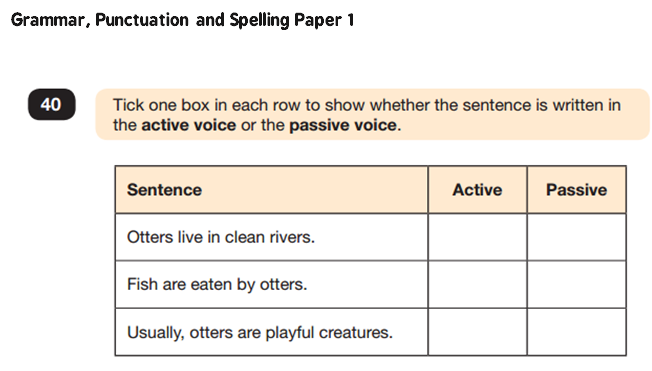 Grammar, Punctuation and Spelling Paper 1
40
Tick one box in each row to show whether the sentence is written in
the active voice or the passive voice.
Sentence Active Passive
Otters live in clean rivers.
Fish are eaten by otters.
Usually, otters are playful creatures.